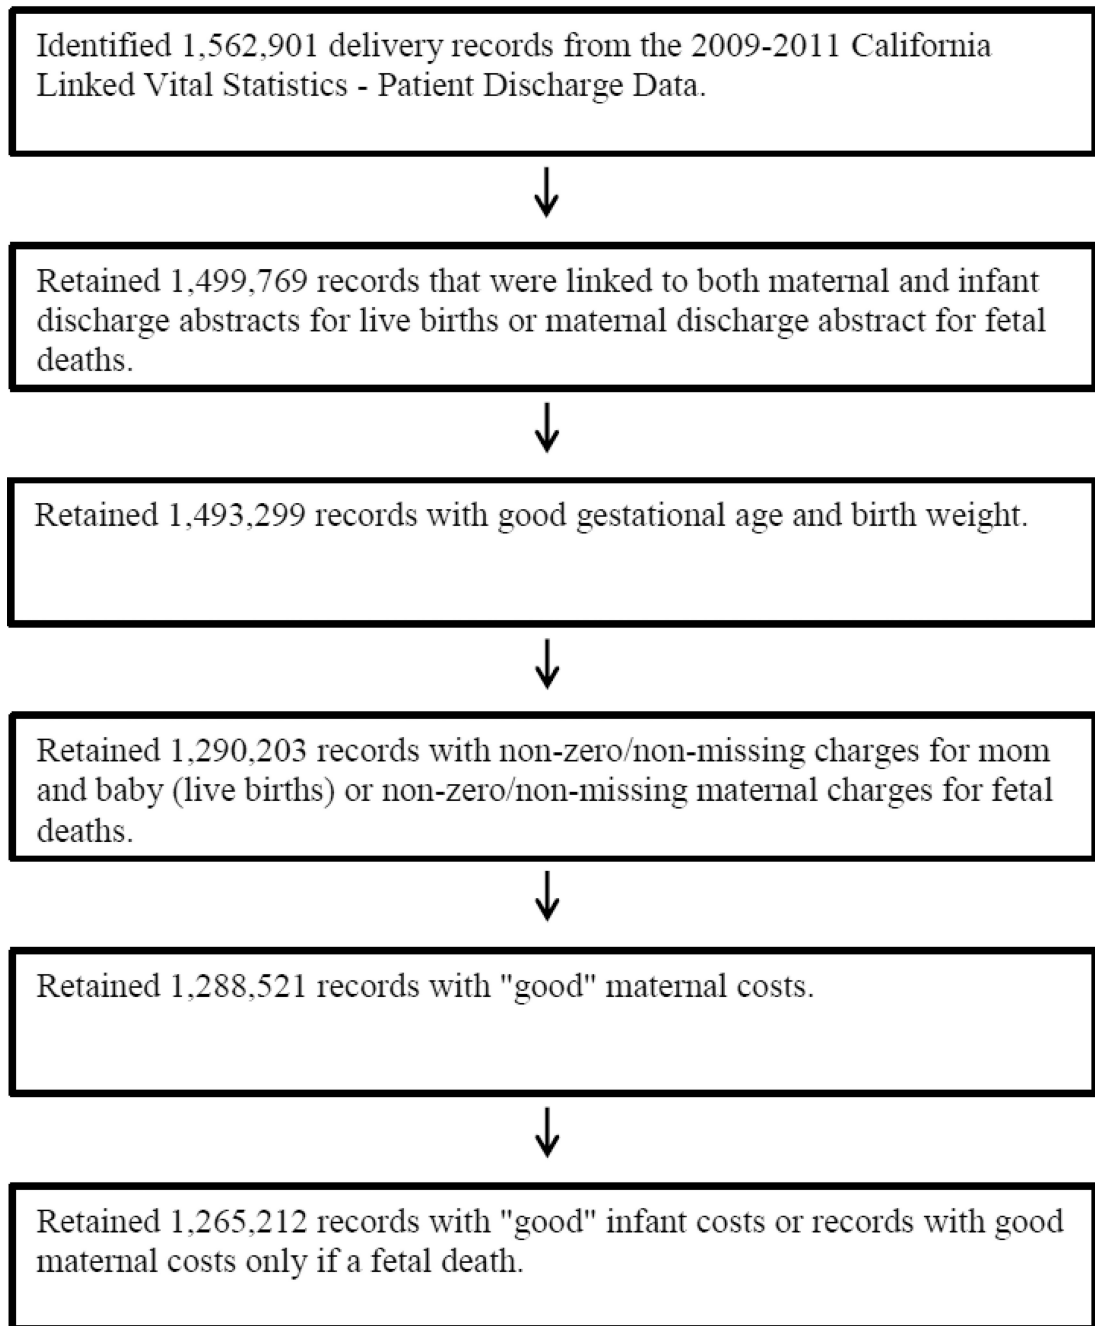 Identified 1,562,901 delivery records from the 2009-2011 California
Linked Vital Statistics - Patient Discharge Data.
Retained 1,499,769 records that were linked to both maternal and infant
discharge abstracts for live births or maternal discharge abstract for fetal
deaths.
Retained 1,493,299 records with good gestational age and birth weight.
Retained 1,290,203 records with non-zero/non-missing charges for mom
and baby (live births) or non-zero/non-missing maternal charges for fetal
deaths.
Retained 1,288,521 records with "good" maternal costs.
Retained 1,265,212 records with "good" infant costs or records with good
maternal costs only if a fetal death.